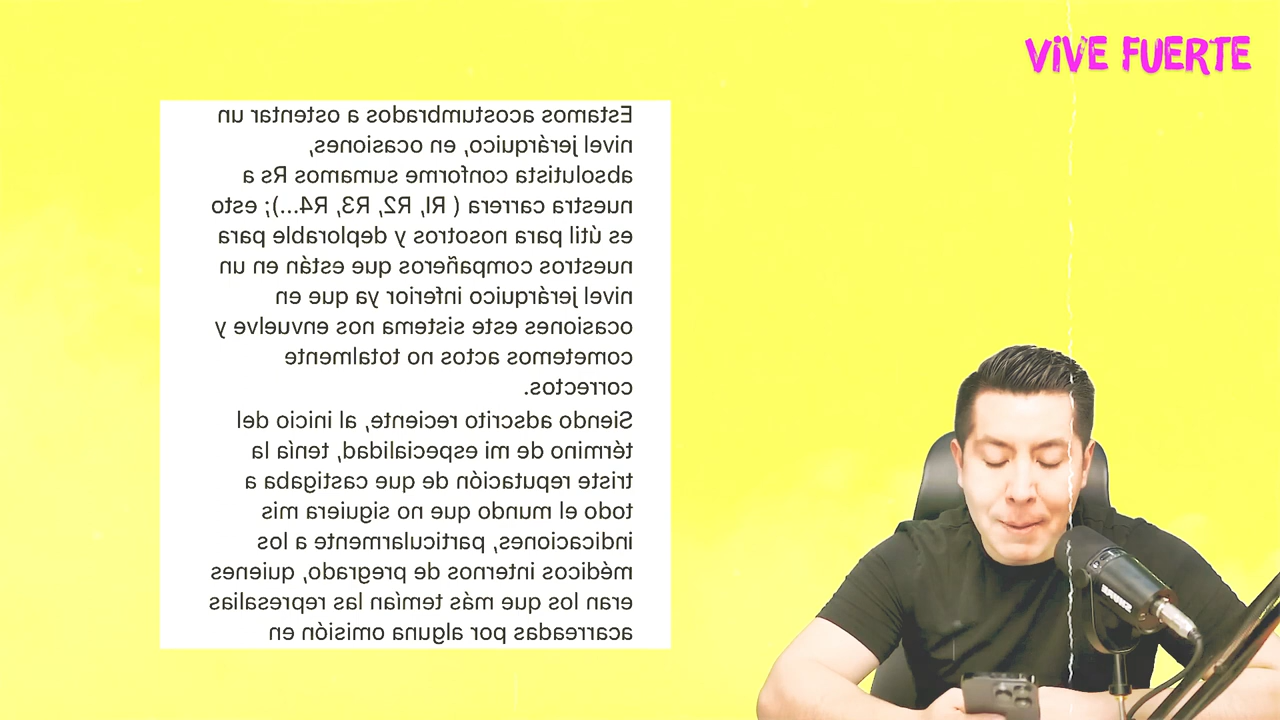 VIVE FUERTE
Estamos acostumbrados a ostentar un
nivel jerárquico, en ocasiones,
absolutista conforme sumamos Rs a
nuestra carrera ( RI, R2, R3, R4...); esto
es útil para nosotros y deplorable para
nuestros compañeros que están en un
nivel jerárquico inferior ya que en
ocasiones este sistema nos envuelve y
cometemos actos no totalmente
correctos.
Siendo adscrito reciente, al inicio del
término de mi especialidad, tenía la
triste reputación de que castigaba a
todo el mundo que no siguiera mis
indicaciones, particularmente a los
médicos internos de pregrado, quienes
eran los que más temían las represalias
acarreadas por alguna omisión en